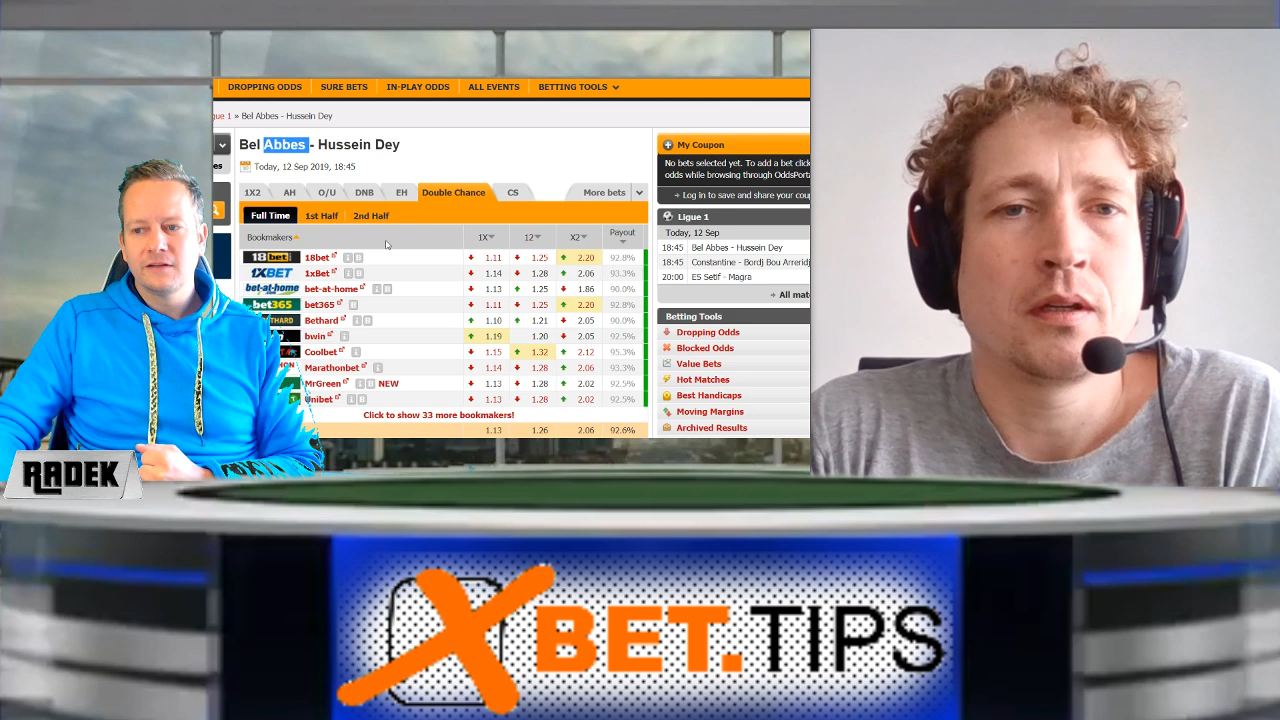 DROPPING ODDS SURE BETS IN-PLAY ODDS ALL EVENTS BETTING TOOLS
gue 1 » Bel Abbes - Hussein Dey
Bel Abbes - Hussein Dey
Today, 12 Sep 2019, 18:45
1X2 AH O/U DNB EH Double Chance CS More bets
Full Time 1st Half 2nd Half
Bookmakers 1X 12 X2 Payout
18bet 18bet 1.11 1.25 2.20 92.8%
1XBET 1xBet 1.14 1.28 2.06 93.3%
bet-at-home bet-at-home 1.13 1.25 1.86 90.0%
bet365 bet365 1.11 1.25 2.20 92.8%
THARD Bethard 1.10 1.21 2.05 90.0%
bwin 1.19 1.20 2.05 92.5%
Coolbet 1.15 1.32 2.12 95.3%
HON Marathonbet 1.14 1.28 2.06 93.3%
MrGreen NEW 1.13 1.28 2.02 92.5%
Unibet 1.13 1.28 2.02 92.5%
Click to show 33 more bookmakers!
1.13 1.26 2.06 92.6%
My Coupon
No bets selected yet. To add a bet clic
odds while browsing through OddsPorta
Log in to save and share your coup
Ligue 1
Today, 12 Sep
18:45 Bel Abbes - Hussein Dey
18:45 Constantine - Bordj Bou Arreridj
20:00 ES Setif - Magra
All mat
Betting Tools
Dropping Odds
Blocked Odds
Value Bets
Hot Matches
Best Handicaps
Moving Margins
Archived Results
RADEK
XBET.TIPS